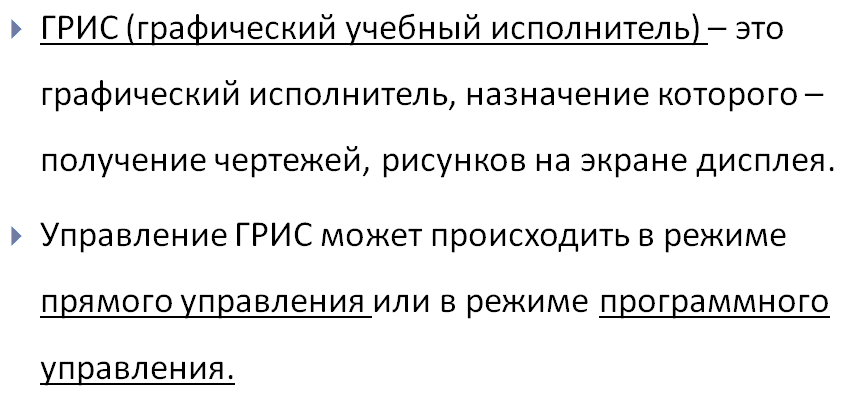 ГРИС (графический учебный исполнитель) – это
графический исполнитель, назначение которого –
получение чертежей, рисунков на экране дисплея.
Управление ГРИС может происходить в режиме
прямого управления или в режиме программного
управления.